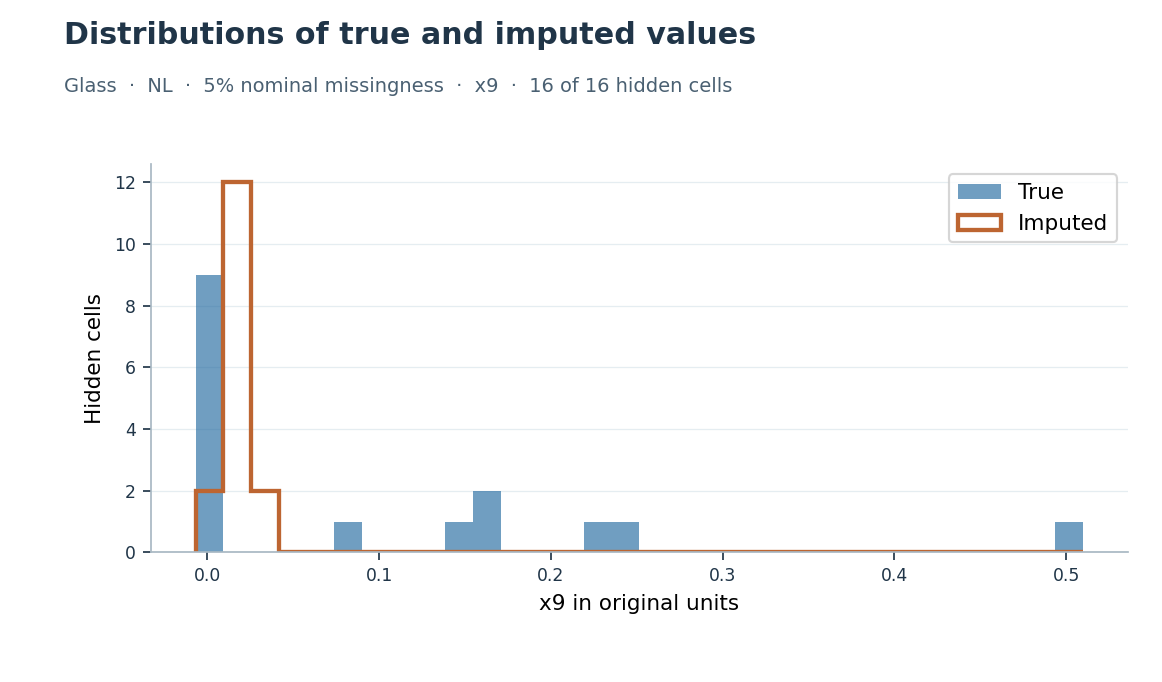 Distributions of true and imputed values
Glass · NL · 5% nominal missingness · x9 · 16 of 16 hidden cells
True
Imputed
Hidden cells
12
10
8
6
4
2
0
0.0 0.1 0.2 0.3 0.4 0.5
x9 in original units